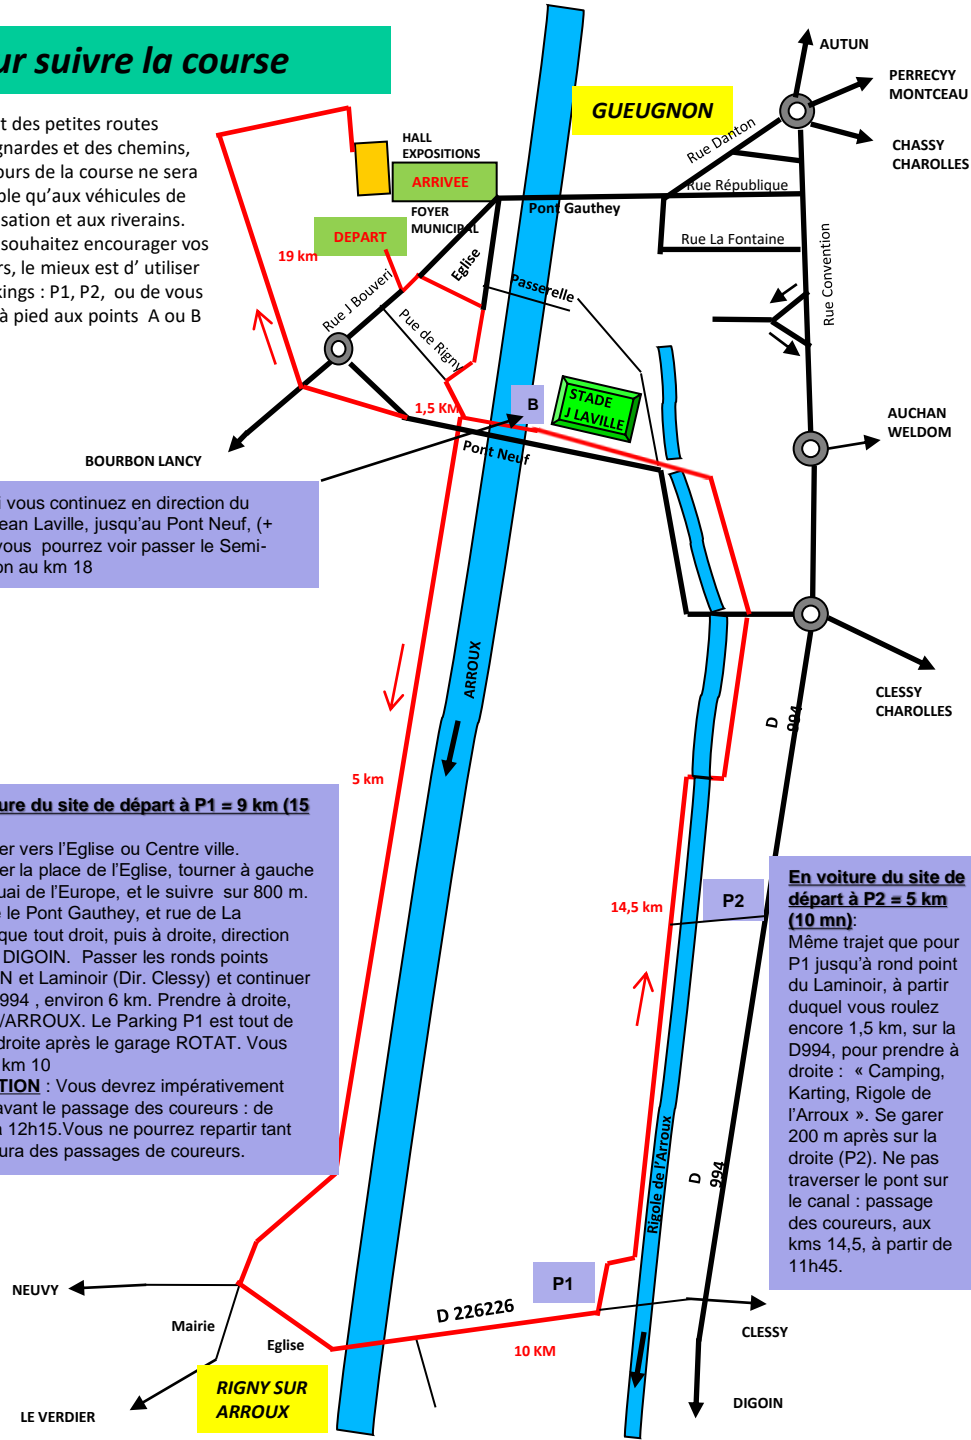 ur suivre la course
t des petites routes
gnardes et des chemins,
ours de la course ne sera
ble qu'aux véhicules de
sation et aux riverains.
souhaitez encourager vos
rs, le mieux est d' utiliser
kings : P1, P2, ou de vous
à pied aux points A ou B
GUEUGNON
AUTUN
PERRECYY
MONTCEAU
CHASSY
CHAROLLES
HALL
EXPOSITIONS
ARRIVEE
FOYER
MUNICIPAL
DEPART
19 km
Rue Danton
Rue République
Pont Gauthey
Rue La Fontaine
Rue Convention
Eglise
Passerelle
Rue J Bouveri
Pue de Rigny
1,5 KM
B
STADE
J LAVILLE
Pont Neuf
AUCHAN
WELDOM
BOURBON LANCY
i vous continuez en direction du
ean Laville, jusqu'au Pont Neuf, (+
vous pourrez voir passer le Semi-
on au km 18
ARROUX
CLESSY
CHAROLLES
D
994
5 km
ure du site de départ à P1 = 9 km (15
er vers l'Eglise ou Centre ville.
er la place de l'Eglise, tourner à gauche
uai de l'Europe, et le suivre sur 800 m.
e le Pont Gauthey, et rue de La
que tout droit, puis à droite, direction
DIGOIN. Passer les ronds points
N et Laminoir (Dir. Clessy) et continuer
994 , environ 6 km. Prendre à droite,
/ARROUX. Le Parking P1 est tout de
droite après le garage ROTAT. Vous
km 10
TION : Vous devrez impérativement
avant le passage des coureurs : de
à 12h15.Vous ne pourrez repartir tant
ura des passages de coureurs.
14,5 km
P2
En voiture du site de
départ à P2 = 5 km
(10 mn):
Même trajet que pour
P1 jusqu'à rond point
du Laminoir, à partir
duquel vous roulez
encore 1,5 km, sur la
D994, pour prendre à
droite : « Camping,
Karting, Rigole de
l'Arroux ». Se garer
200 m après sur la
droite (P2). Ne pas
traverser le pont sur
le canal : passage
des coureurs, aux
kms 14,5, à partir de
11h45.
Rigole de l'Arroux
D
994
NEUVY
P1
D 226226
Mairie
Eglise
10 KM
CLESSY
RIGNY SUR
ARROUX
LE VERDIER
DIGOIN